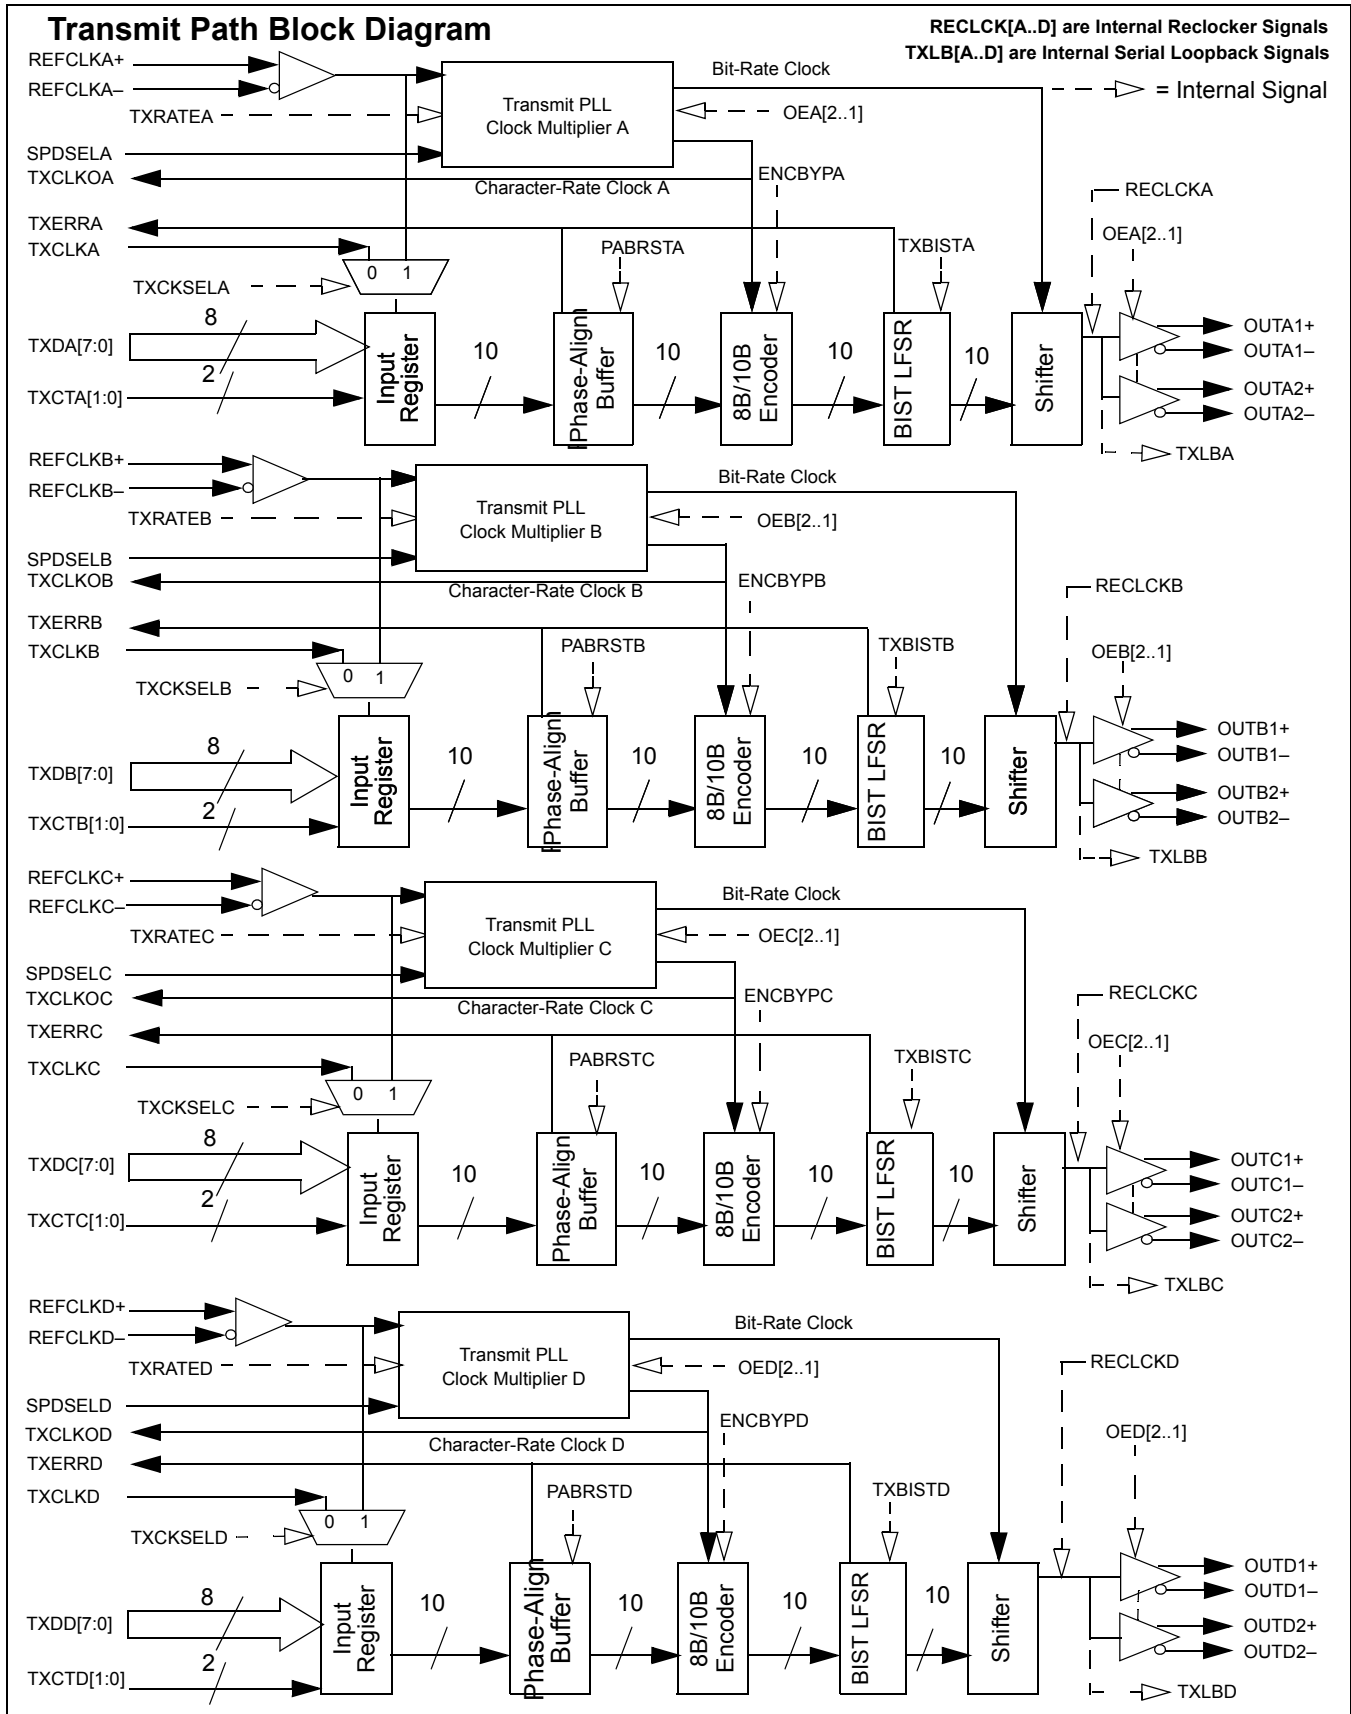 Transmit Path Block Diagram
RECLCK[A..D] are Internal Reclocker Signals
TXLB[A..D] are Internal Serial Loopback Signals
= Internal Signal
REFCLKA+
REFCLKA–
TXRATEA
SPDSELA
TXCLKOA
TXERRA
TXCLKA
TXCKSELA
TXDA[7:0]
TXCTA[1:0]
Transmit PLL
Clock Multiplier A
Bit-Rate Clock
OEA[2..1]
Character-Rate Clock A
ENCBYPA
PABRSTA
TXBISTA
RECLCKA
OEA[2..1]
0 1
8
2
Input
Register
10
Phase-Align
Buffer
10
8B/10B
Encoder
10
BIST LFSR
10
Shifter
OUTA1+
OUTA1–
OUTA2+
OUTA2–
TXLBA
REFCLKB+
REFCLKB–
TXRATEB
SPDSELB
TXCLKOB
TXERRB
TXCLKB
TXCKSELB
TXDB[7:0]
TXCTB[1:0]
Transmit PLL
Clock Multiplier B
Bit-Rate Clock
OEB[2..1]
Character-Rate Clock B
ENCBYPB
PABRSTB
TXBISTB
RECLCKB
OEB[2..1]
0 1
8
2
Input
Register
10
Phase-Align
Buffer
10
8B/10B
Encoder
10
BIST LFSR
10
Shifter
OUTB1+
OUTB1–
OUTB2+
OUTB2–
TXLBB
REFCLKC+
REFCLKC–
TXRATEC
SPDSELC
TXCLKOC
TXERRC
TXCLKC
TXCKSELC
TXDC[7:0]
TXCTC[1:0]
Transmit PLL
Clock Multiplier C
Bit-Rate Clock
OEC[2..1]
Character-Rate Clock C
ENCBYPC
PABRSTC
TXBISTC
RECLCKC
OEC[2..1]
0 1
8
2
Input
Register
10
Phase-Align
Buffer
10
8B/10B
Encoder
10
BIST LFSR
10
Shifter
OUTC1+
OUTC1–
OUTC2+
OUTC2–
TXLBC
REFCLKD+
REFCLKD–
TXRATED
SPDSELD
TXCLKOD
TXERRD
TXCLKD
TXCKSELD
TXDD[7:0]
TXCTD[1:0]
Transmit PLL
Clock Multiplier D
Bit-Rate Clock
OED[2..1]
Character-Rate Clock D
ENCBYPD
PABRSTD
TXBISTD
RECLCKD
OED[2..1]
0 1
8
2
Input
Register
10
Phase-Align
Buffer
10
8B/10B
Encoder
10
BIST LFSR
10
Shifter
OUTD1+
OUTD1–
OUTD2+
OUTD2–
TXLBD